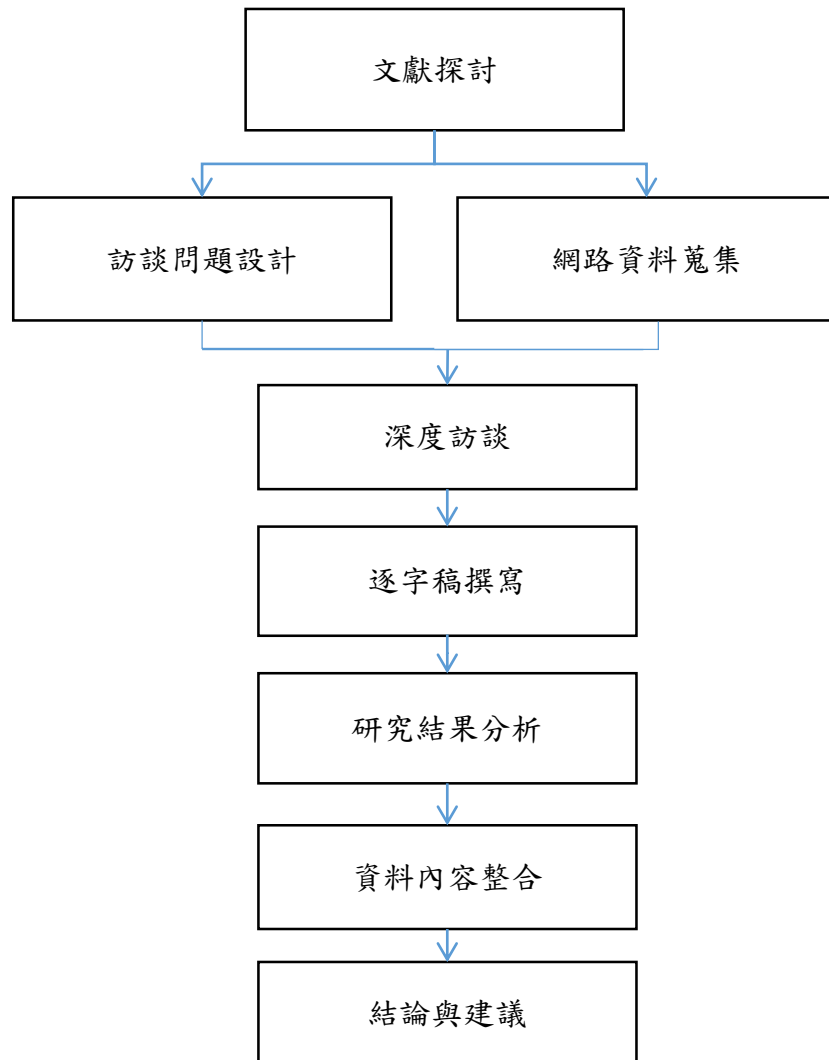 文獻探討
訪談問題設計
網路資料蒐集
深度訪談
逐字稿撰寫
研究結果分析
資料內容整合
結論與建議